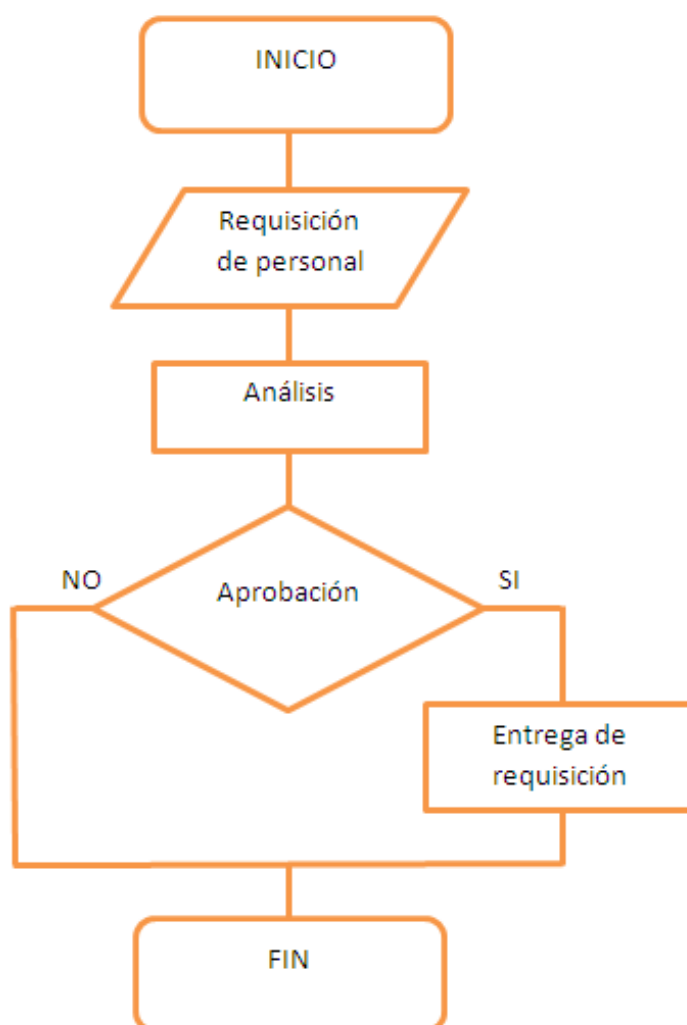 INICIO
Requisición
de personal
Análisis
NO
Aprobación
SI
Entrega de
requisición
FIN